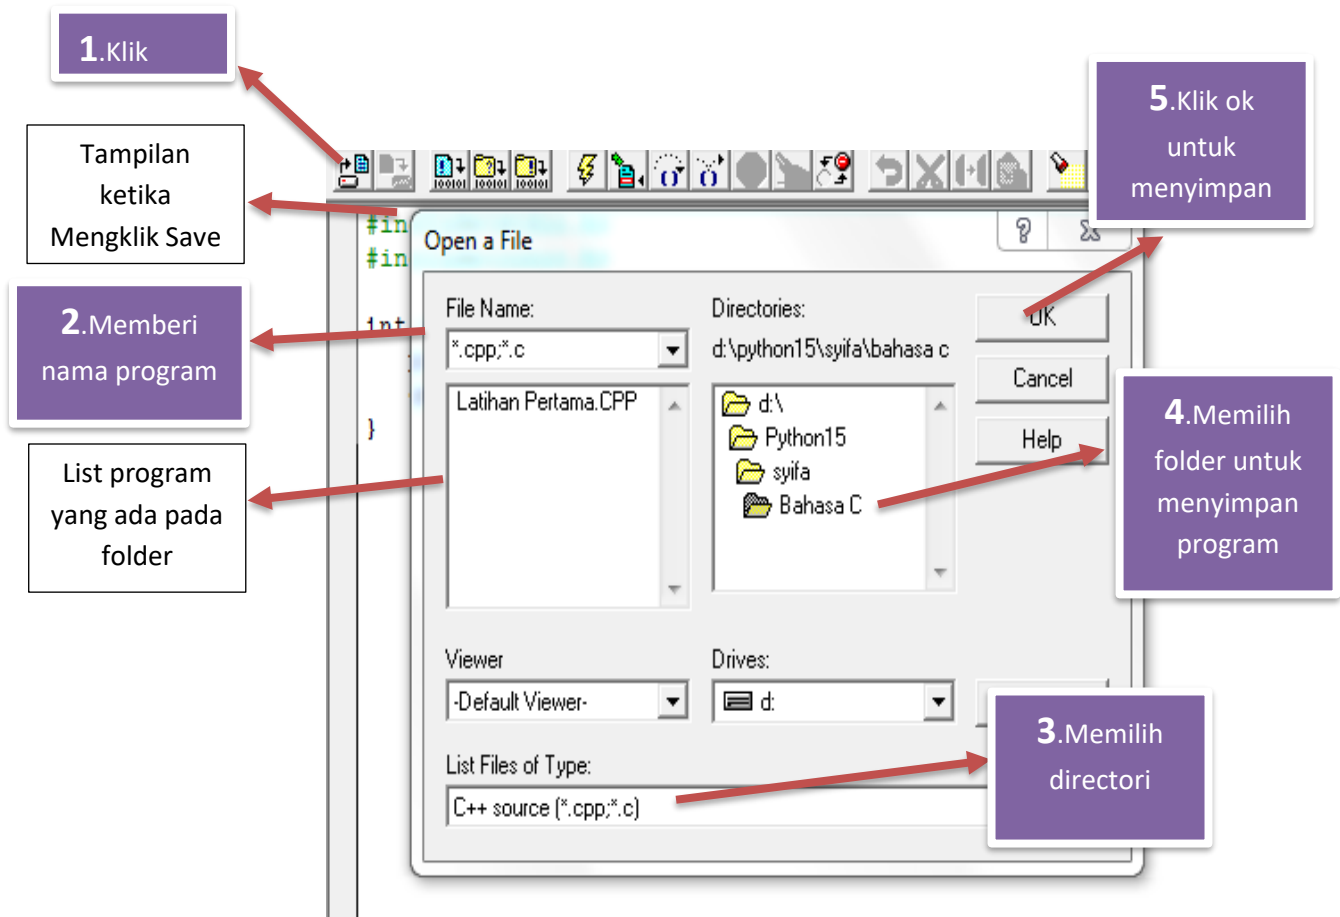 1.Klik
5.Klik ok
untuk
menyimpan
Tampilan
ketika
Mengklik Save
#in
#in
int
}
Open a File
2.Memberi
nama program
File Name:
*.cpp;*.c
Latihan Pertama.CPP
Directories:
d:\python15\syifa\bahasa c
d:\
Python15
syifa
Bahasa C
OK
Cancel
Help
4.Memilih
folder untuk
menyimpan
program
List program
yang ada pada
folder
Viewer
-Default Viewer-
Drives:
d:
3.Memilih
directori
List Files of Type:
C++ source (*.cpp;*.c)